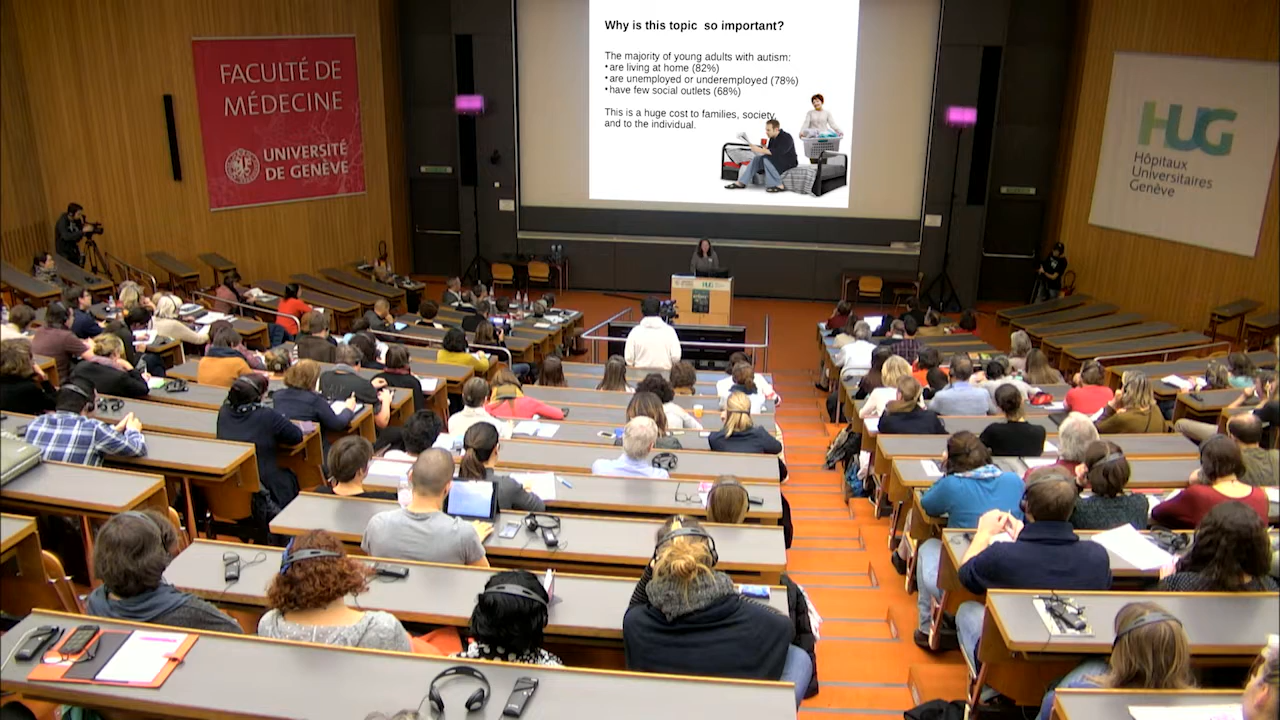 Why is this topic so important?
The majority of young adults with autism:
•are living at home (82%)
•are unemployed or underemployed (78%)
•have few social outlets (68%)
This is a huge cost to families, society,
and to the individual.
FACULTÉ DE
MÉDECINE
UNIVERSITÉ
DE GENÈVE
HUG
Hôpitaux
Universitaires
Genève
HUG